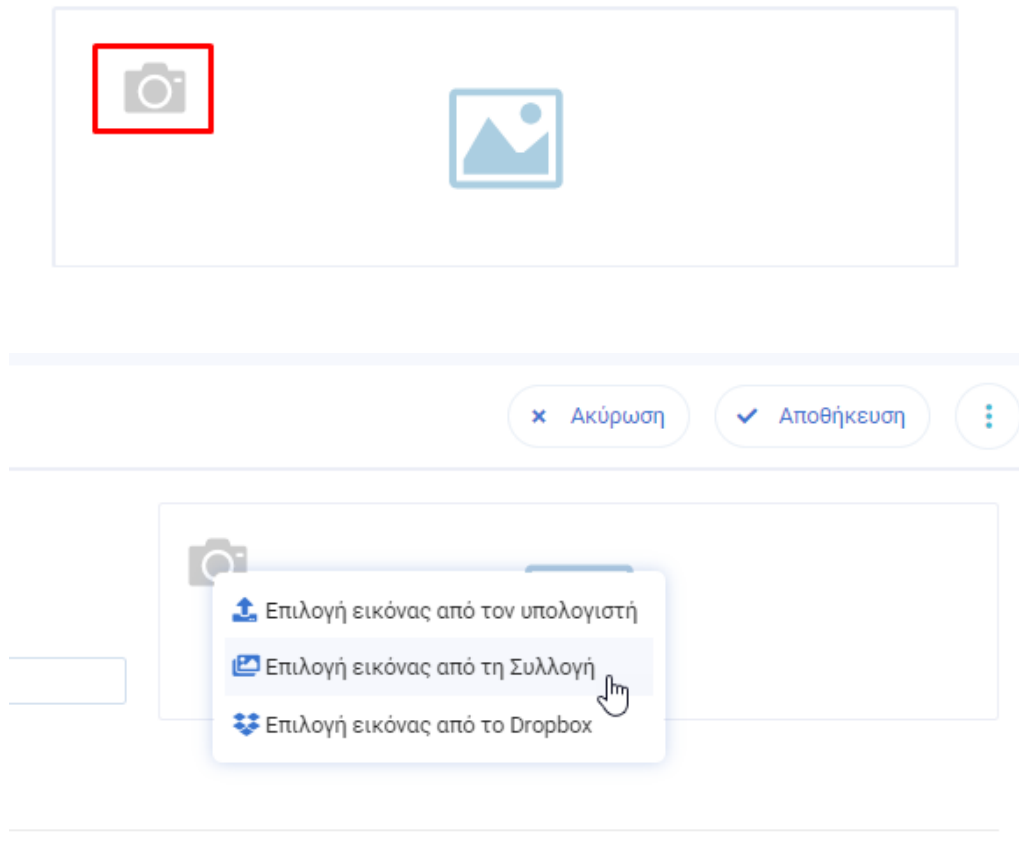 Ακύρωση
Αποθήκευση
Επιλογή εικόνας από τον υπολογιστή
Επιλογή εικόνας από τη Συλλογή
Επιλογή εικόνας από το Dropbox